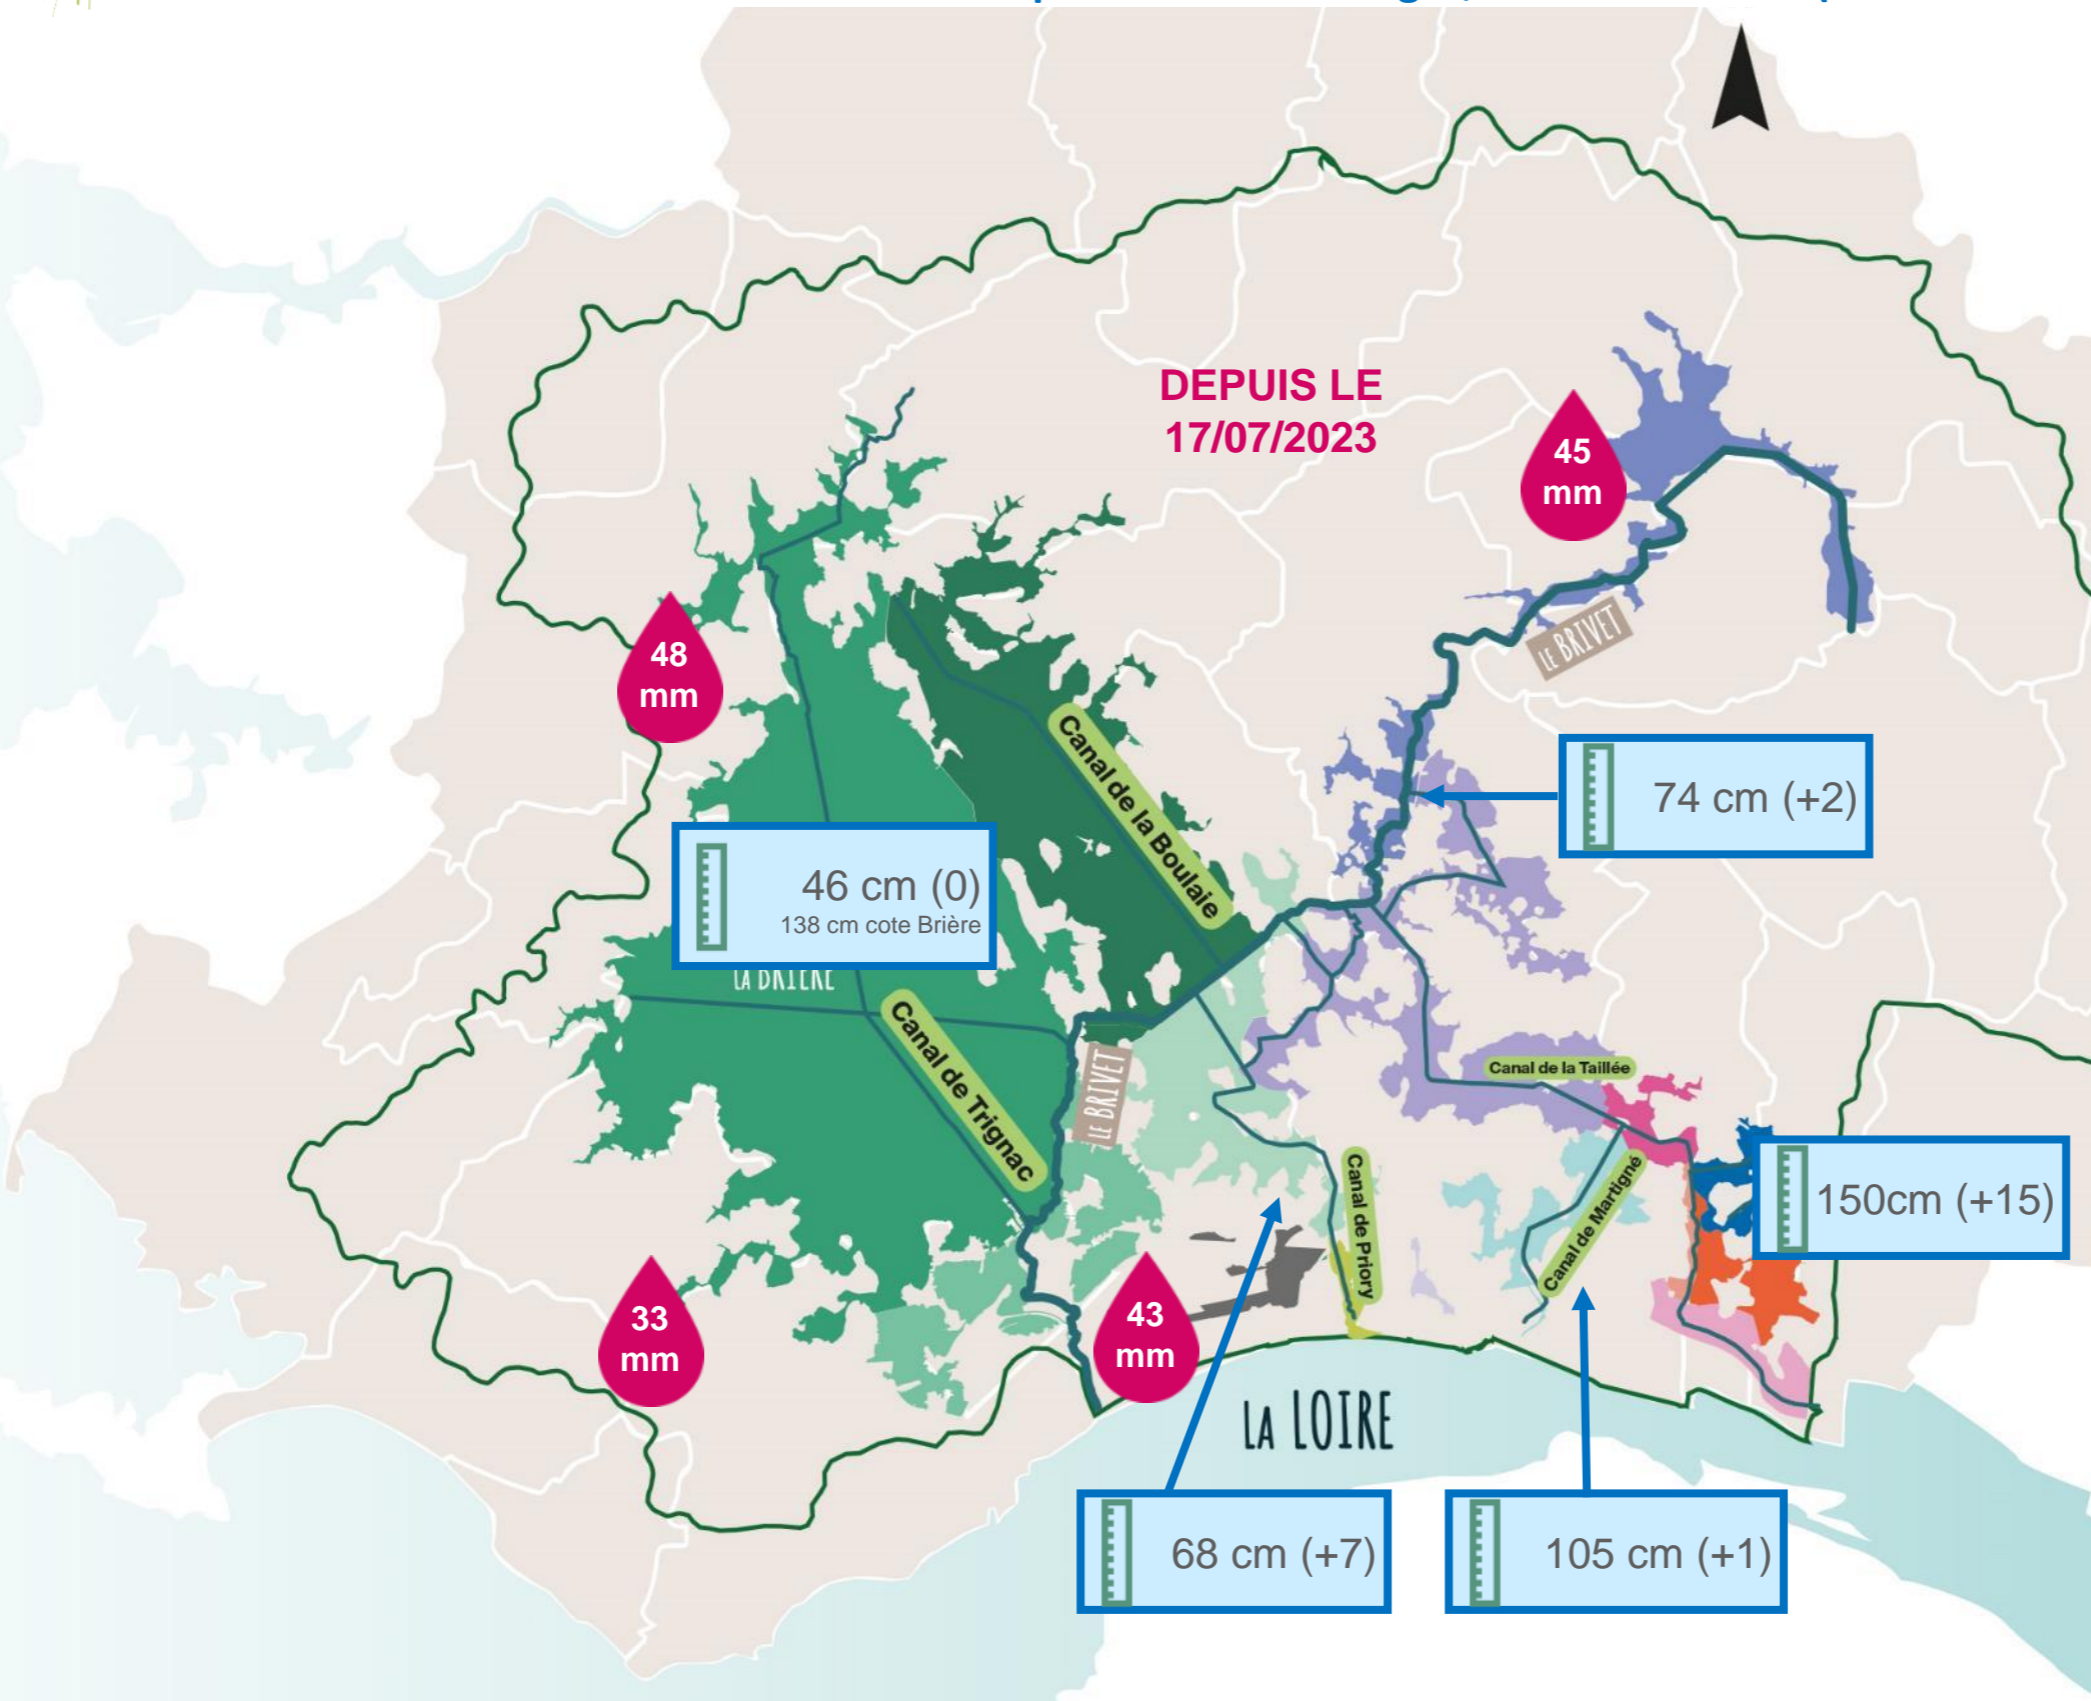 DEPUIS LE
17/07/2023
45
mm
LE BRIVET
48
mm
Canal de la Boulaie
74 cm (+2)
46 cm (0)
138 cm cote Brière
LA BRIÈRE
Canal de Trignac
LE BRIVET
Canal de la Taillée
Canal de Priory
Canal de Martigné
150cm (+15)
33
mm
43
mm
LA LOIRE
68 cm (+7)
105 cm (+1)